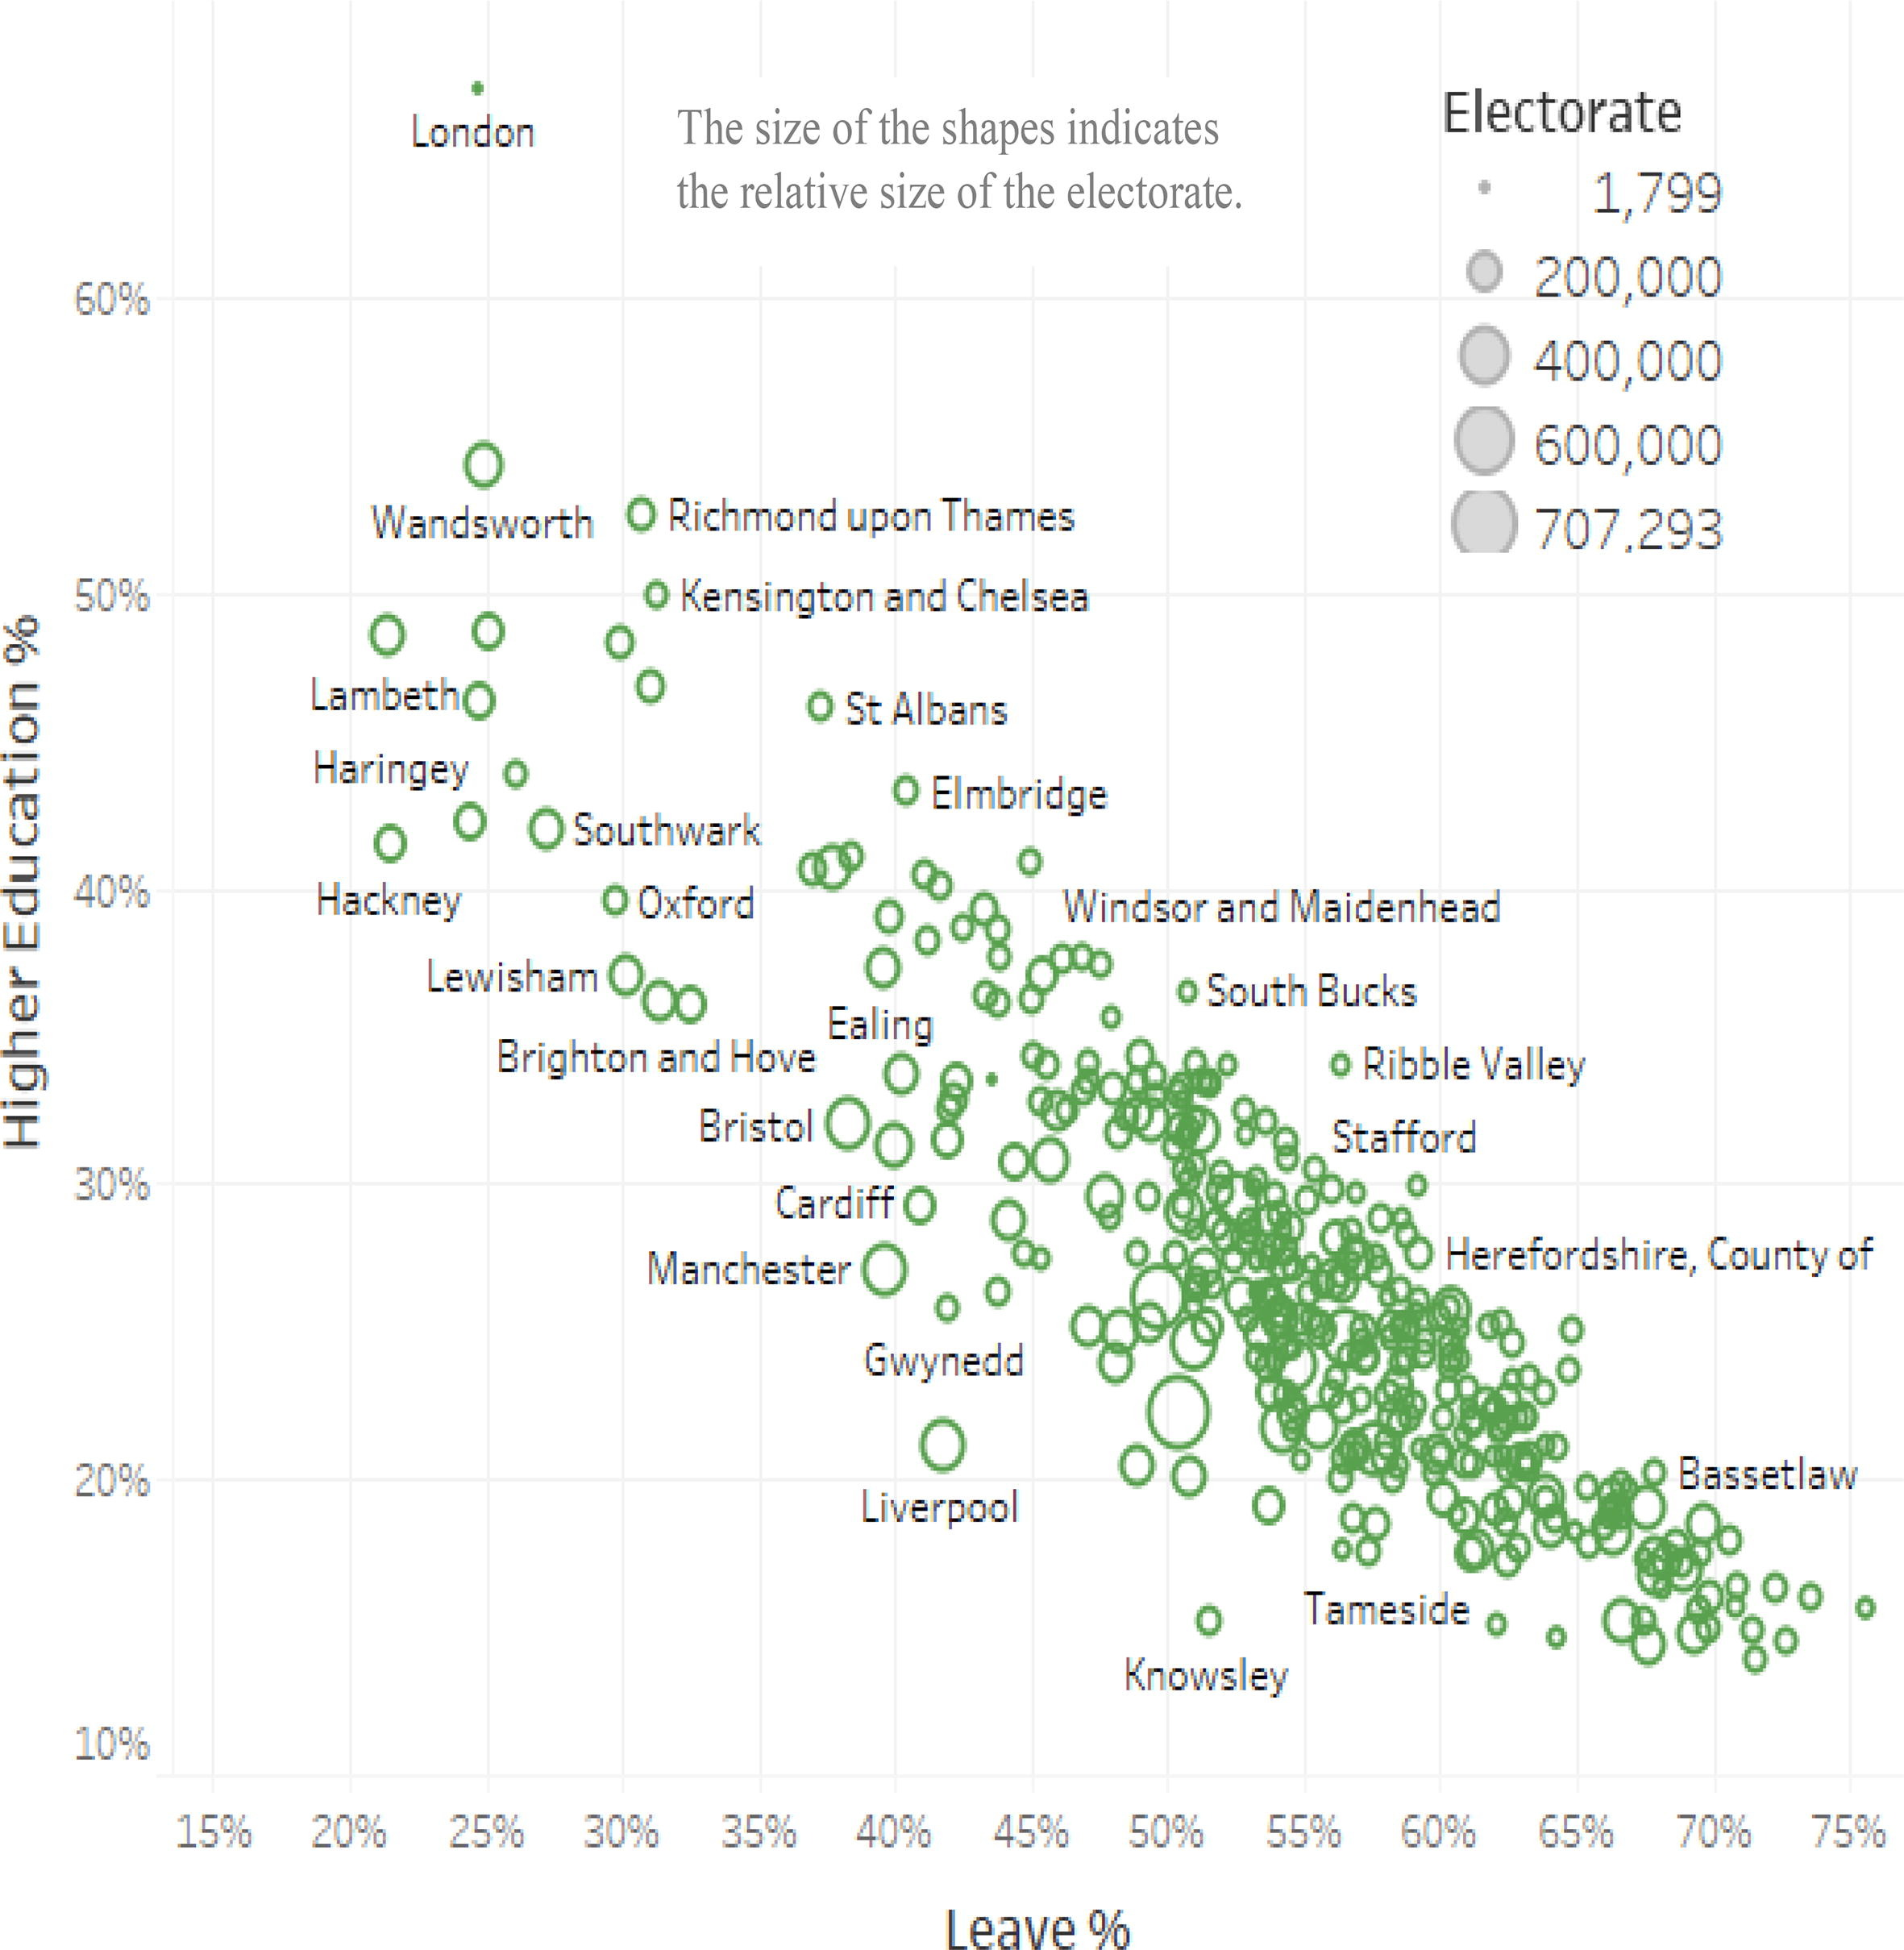 London
The size of the shapes indicates
the relative size of the electorate.
Electorate
1,799
200,000
400,000
600,000
707,293
60%
50%
40%
30%
20%
10%
Higher Education %
Wandsworth
Richmond upon Thames
Kensington and Chelsea
Lambeth
St Albans
Haringey
Elmbridge
Southwark
Hackney
Oxford
Windsor and Maidenhead
Lewisham
South Bucks
Ealing
Brighton and Hove
Ribble Valley
Bristol
Stafford
Cardiff
Manchester
Herefordshire, County of
Gwynedd
Liverpool
Bassetlaw
Tameside
Knowsley
15% 20% 25% 30% 35% 40% 45% 50% 55% 60% 65% 70% 75%
Leave %